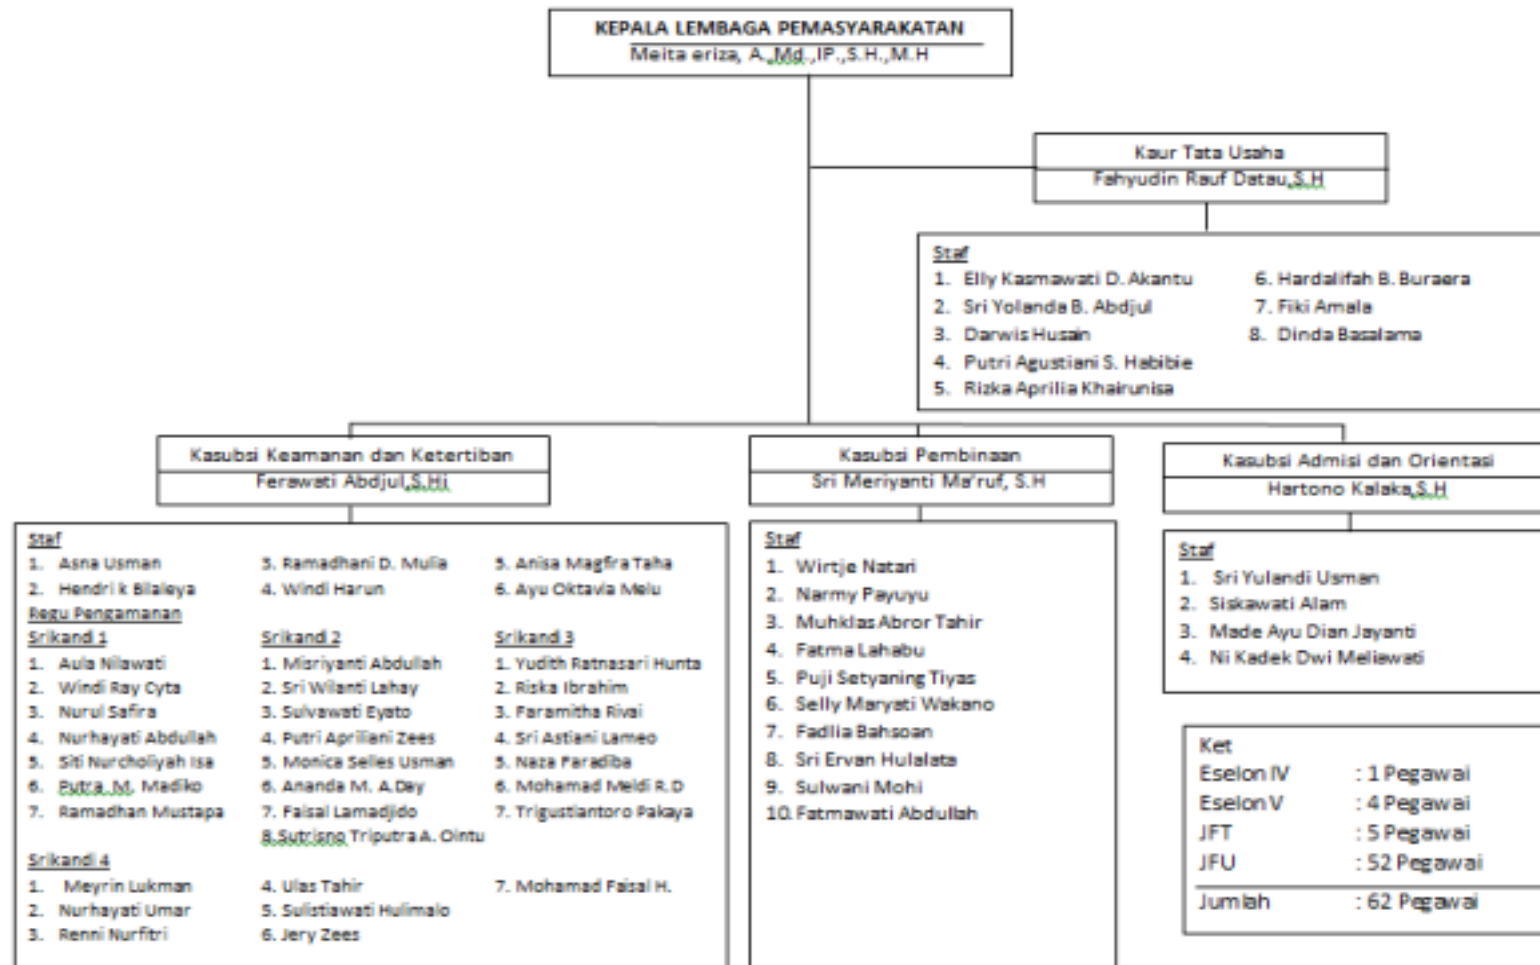 KEPALA LEMBAGA PEMASYARAKATAN
Meita eriza, A.,Md.,IP.,S.H.,M.H
Kaur Tata Usaha
Fahyudin Rauf Datau,S.H
Staf
1. Elly Kasmawati D. Akantu 6. Hardalifah B. Buraera
2. Sri Yolanda B. Abdjul 7. Fiki Amala
3. Darwis Husain 8. Dinda Basalama
4. Putri Agustiani S. Habibie
5. Rizka Aprilia Khairunisa
Kasubsi Keamanan dan Ketertiban
Ferawati Abdjul,S.Hi
Staf
1. Asna Usman 3. Ramadhani D. Mulia 5. Anisa Magfira Taha
2. Hendri k Bilaleya 4. Windi Harun 6. Ayu Oktavia Melu
Regu Pengamanan
Srikandi 1 Srikandi 2 Srikandi 3
1. Aula Nilawati 1. Misriyanti Abdullah 1. Yudith Ratnasari Hunta
2. Windi Ray Cyta 2. Sri Wilanti Lahay 2. Riska Ibrahim
3. Nurul Safira 3. Sulvawati Eyato 3. Faramitha Rivai
4. Nurhayati Abdullah 4. Putri Apriliani Zees 4. Sri Astiani Lameo
5. Siti Nurcholiyah Isa 5. Monica Selles Usman 5. Naza Faradiba
6. Putra. M. Madiko 6. Ananda M. A.Day 6. Mohamad Meldi R.D
7. Ramadhan Mustapa 7. Faisal Lamadjido 7. Trigustiantoro Pakaya
8.Sutrisno Triputra A. Ointu
Srikandi 4
1. Meyrin Lukman 4. Ulas Tahir 7. Mohamad Faisal H.
2. Nurhayati Umar 5. Sulistiawati Hulimalo
3. Renni Nurfitri 6. Jery Zees
Kasubsi Pembinaan
Sri Meriyanti Ma'ruf, S.H
Staf
1. Wirtje Natari
2. Narmy Payuyu
3. Muhklas Abror Tahir
4. Fatma Lahabu
5. Puji Setyaning Tiyas
6. Selly Maryati Wakano
7. Fadlia Bahsoan
8. Sri Ervan Hulalata
9. Sulwani Mohi
10. Fatmawati Abdullah
Kasubsi Admisi dan Orientasi
Hartono Kalaka,S.H
Staf
1. Sri Yulandi Usman
2. Siskawati Alam
3. Made Ayu Dian Jayanti
4. Ni Kadek Dwi Meliawati
Ket
Eselon IV : 1 Pegawai
Eselon V : 4 Pegawai
JFT : 5 Pegawai
JFU : 52 Pegawai
Jumlah : 62 Pegawai